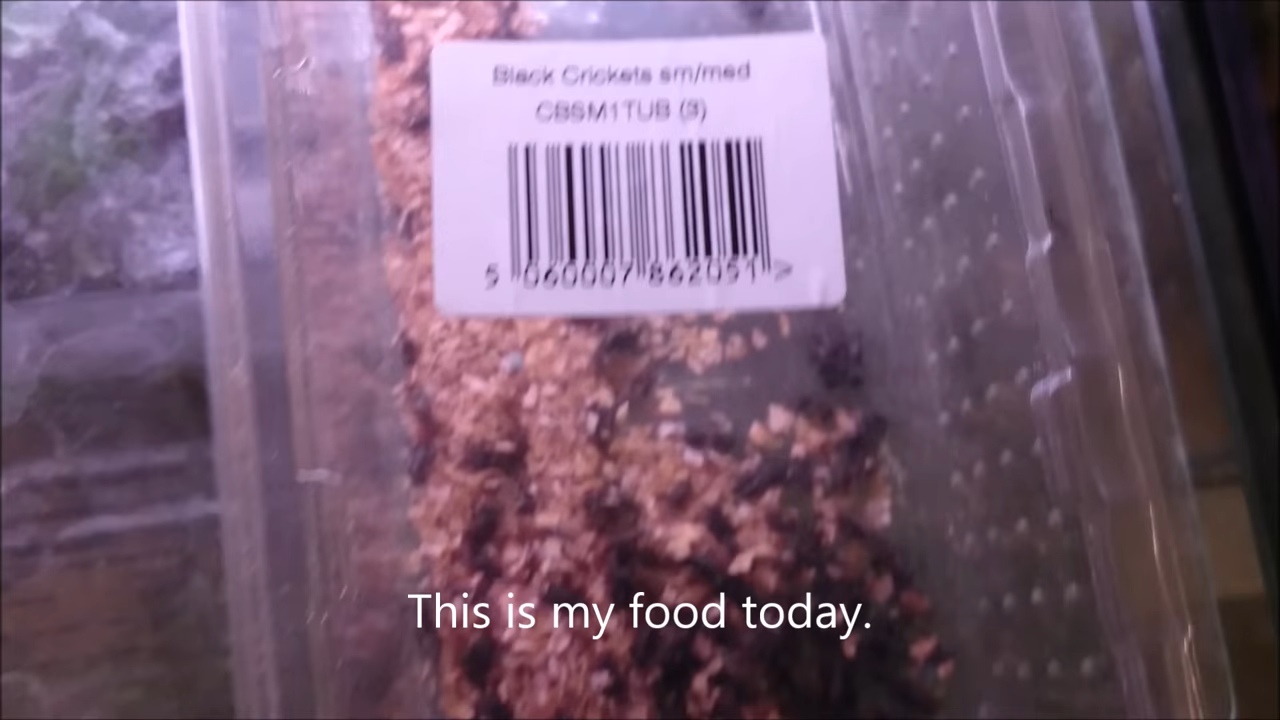 Black Crickets sm/med
CBSM1TUB (3)
5 060007 862051 >
This is my food today.